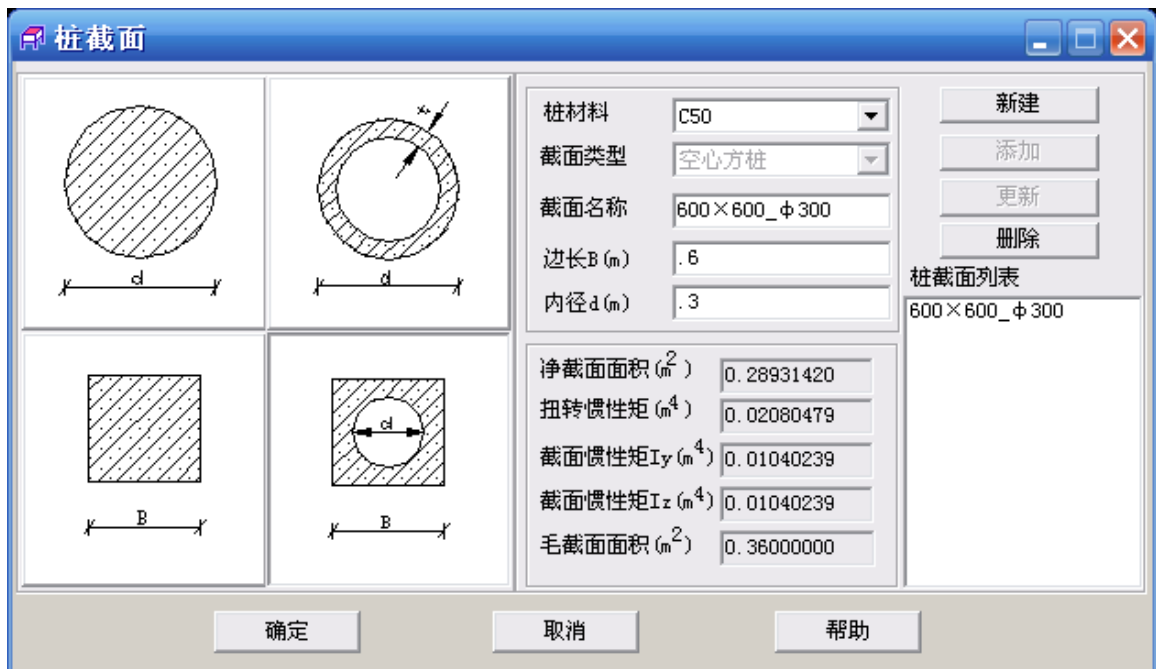 桩截面
t
d
d
B
d
B
桩材料 C50
截面类型 空心方桩
截面名称 600×600_ф300
边长B(m) .6
内径d(m) .3
净截面面积(m²) 0.28931420
扭转惯性矩(m⁴) 0.02080479
截面惯性矩Iy(m⁴) 0.01040239
截面惯性矩Iz(m⁴) 0.01040239
毛截面面积(m²) 0.36000000
新建
添加
更新
删除
桩截面列表
600×600_ф300
确定 取消 帮助